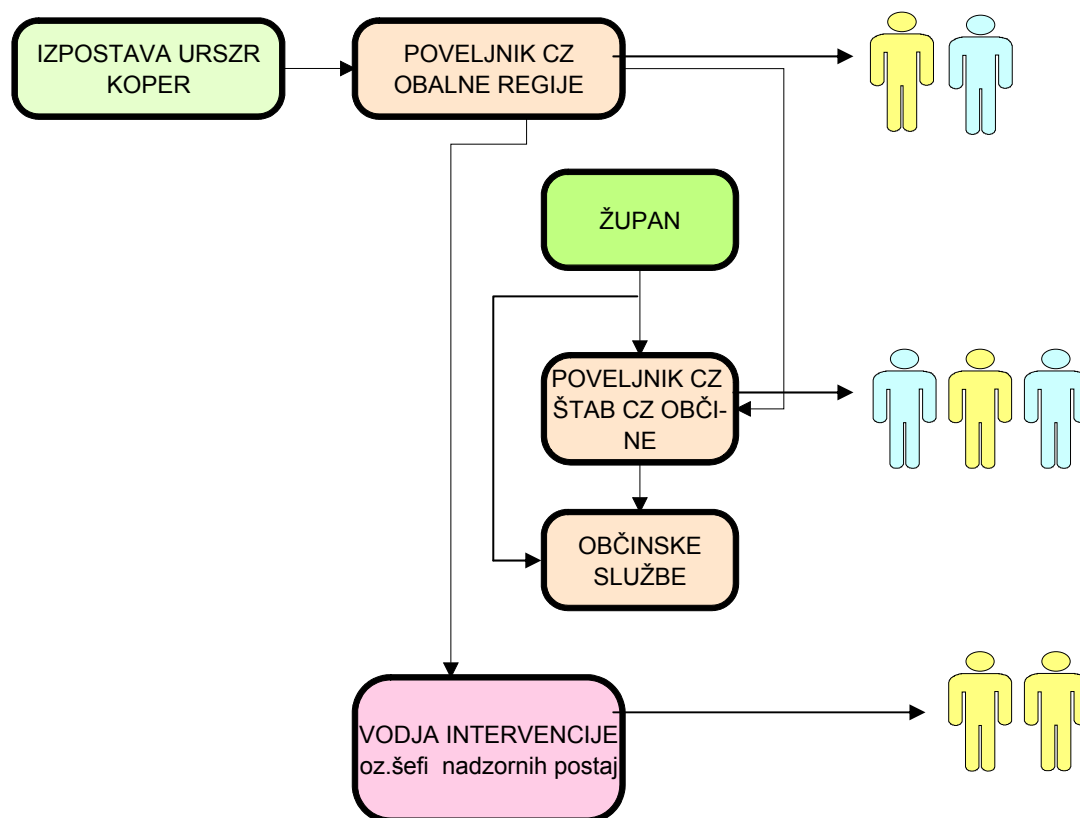 IZPOSTAVA URSZR
KOPER
POVELJNIK CZ
OBALNE REGIJE
ŽUPAN
POVELJNIK CZ
ŠTAB CZ OBČI-
NE
OBČINSKE
SLUŽBE
VODJA INTERVENCIJE
oz.šefi nadzornih postaj